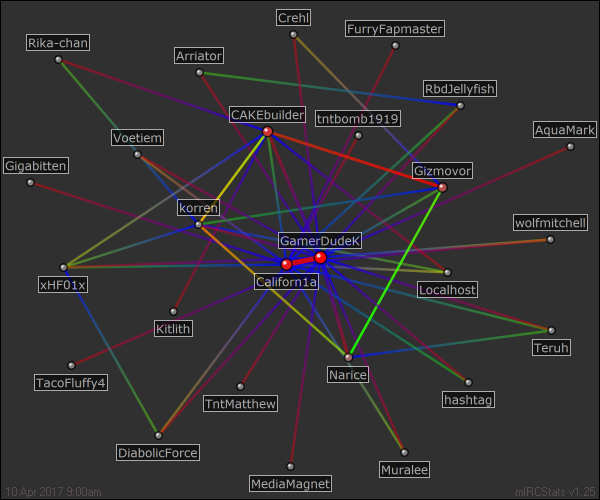 Crehl
FurryFapmaster
Rika-chan
Arriator
RbdJellyfish
CAKEbuilder
tntbomb1919
AquaMark
Voetiem
Gigabitten
Gizmovor
korren
wolfmitchell
GamerDudeK
xHF01x
Californ1a
Localhost
Kitlith
Teruh
TacoFluffy4
Narice
TntMatthew
hashtag
DiabolicForce
Muralee
MediaMagnet
10 Apr 2017 9:00am
mIRCStats v1.25